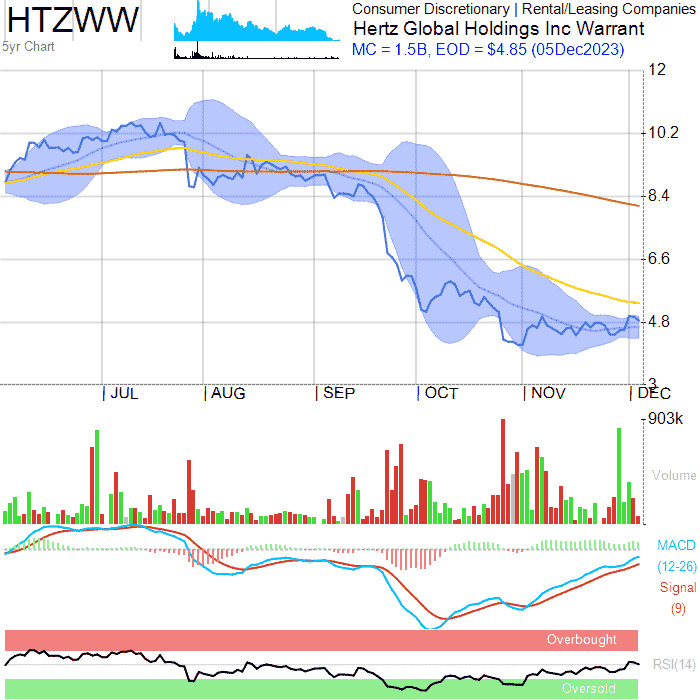 HTZWW
5yr Chart
Consumer Discretionary | Rental/Leasing Companies
Hertz Global Holdings Inc Warrant
MC = 1.5B, EOD = $4.85 (05Dec2023)
12
10.2
8.4
6.6
4.8
3
JUL AUG SEP OCT NOV DEC
903k
Volume
MACD
(12-26)
Signal
(9)
Overbought
RSI(14)
Oversold